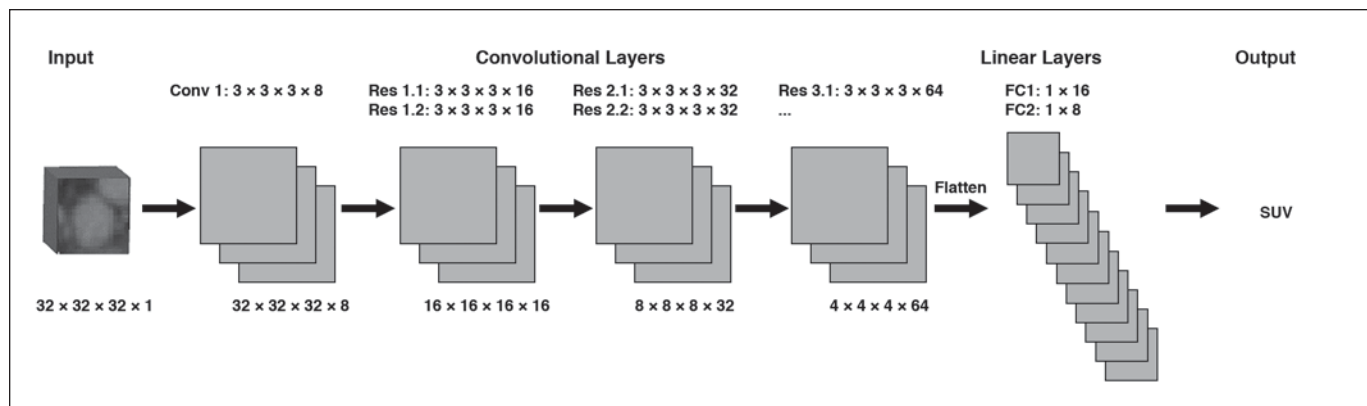 Input
Convolutional Layers
Linear Layers
Output
Conv 1: 3 × 3 × 3 × 8
Res 1.1: 3 × 3 × 3 × 16
Res 1.2: 3 × 3 × 3 × 16
Res 2.1: 3 × 3 × 3 × 32
Res 2.2: 3 × 3 × 3 × 32
Res 3.1: 3 × 3 × 3 × 64
...
FC1: 1 × 16
FC2: 1 × 8
Flatten
SUV
32 × 32 × 32 × 1
32 × 32 × 32 × 8
16 × 16 × 16 × 16
8 × 8 × 8 × 32
4 × 4 × 4 × 64